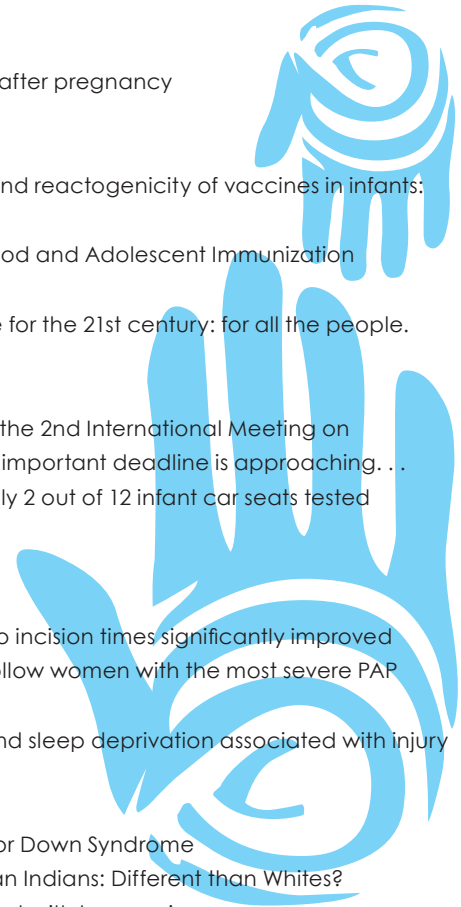 after pregnancy
nd reactogenicity of vaccines in infants:
od and Adolescent Immunization
e for the 21st century: for all the people.
the 2nd International Meeting on
important deadline is approaching. . .
ly 2 out of 12 infant car seats tested
o incision times significantly improved
ollow women with the most severe PAP
nd sleep deprivation associated with injury
or Down Syndrome
an Indians: Different than Whites?